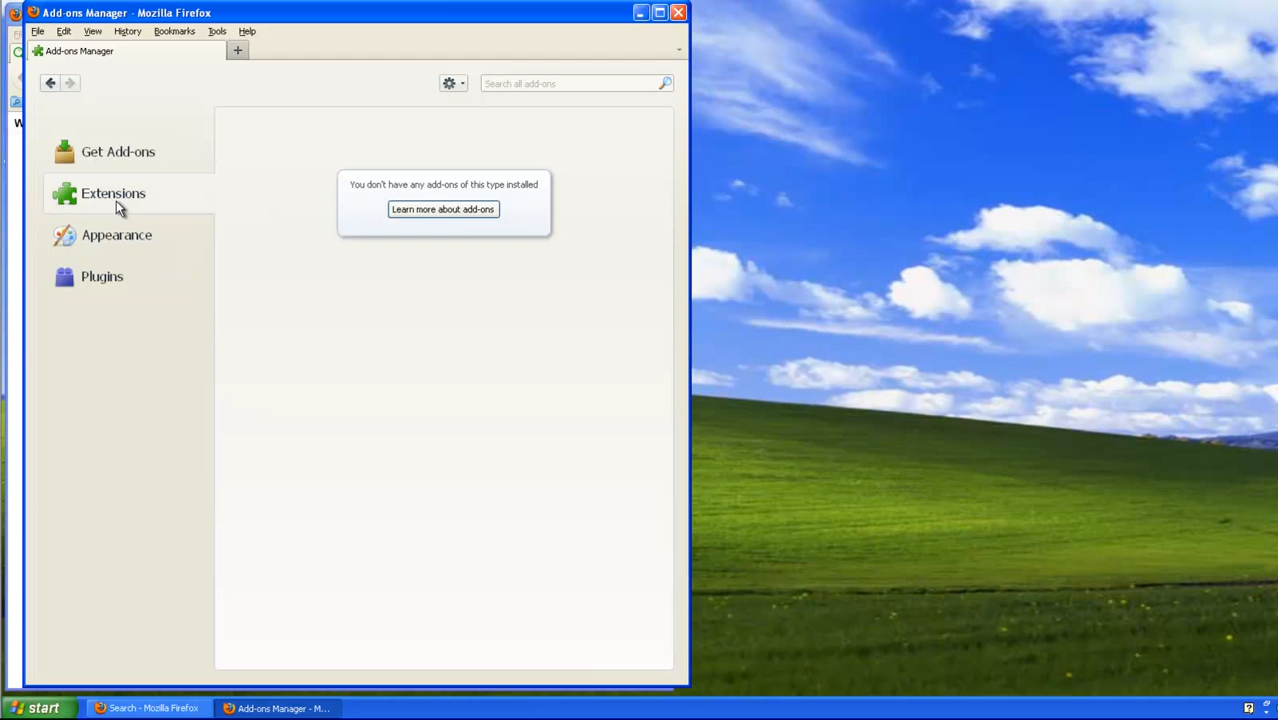 Add-ons Manager - Mozilla Firefox
File Edit View History Bookmarks Tools Help
Add-ons Manager
Search all add-ons
W
Get Add-ons
You don't have any add-ons of this type installed
Extensions
Learn more about add-ons
Appearance
Plugins
start
Search - Mozilla Firefox
Add-ons Manager - M...